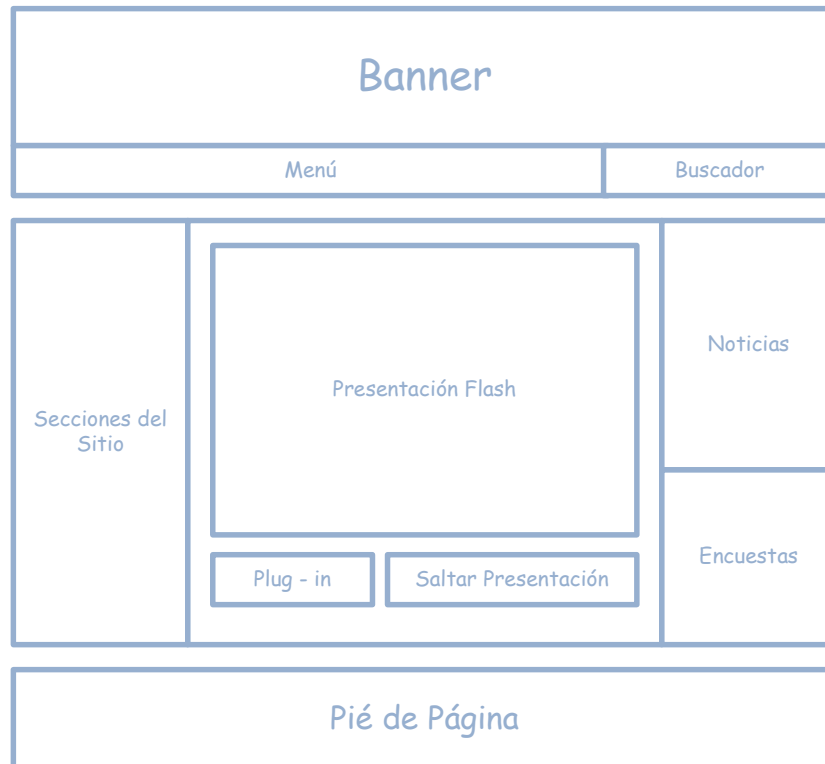 Banner
Menú
Buscador
Secciones del
Sitio
Presentación Flash
Plug - in
Saltar Presentación
Noticias
Encuestas
Pié de Página